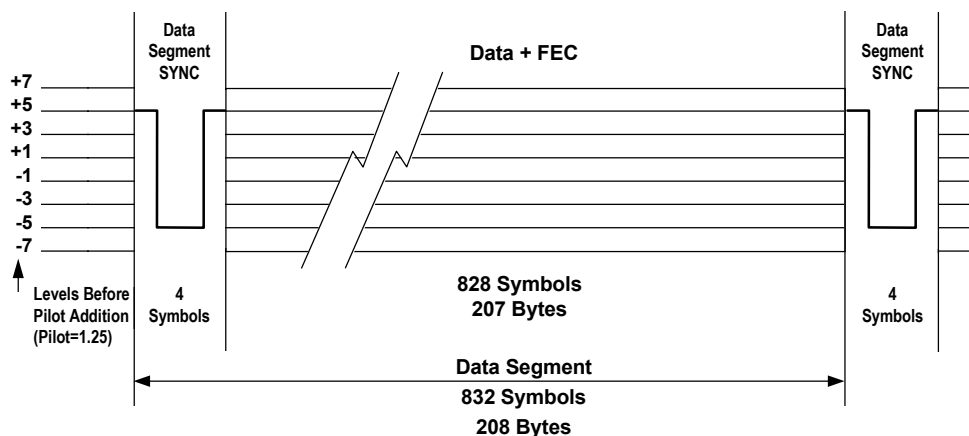 Data
Segment
SYNC
Data + FEC
Data
Segment
SYNC
+7
+5
+3
+1
-1
-3
-5
-7
Levels Before
Pilot Addition
(Pilot=1.25)
4
Symbols
828 Symbols
207 Bytes
4
Symbols
Data Segment
832 Symbols
208 Bytes